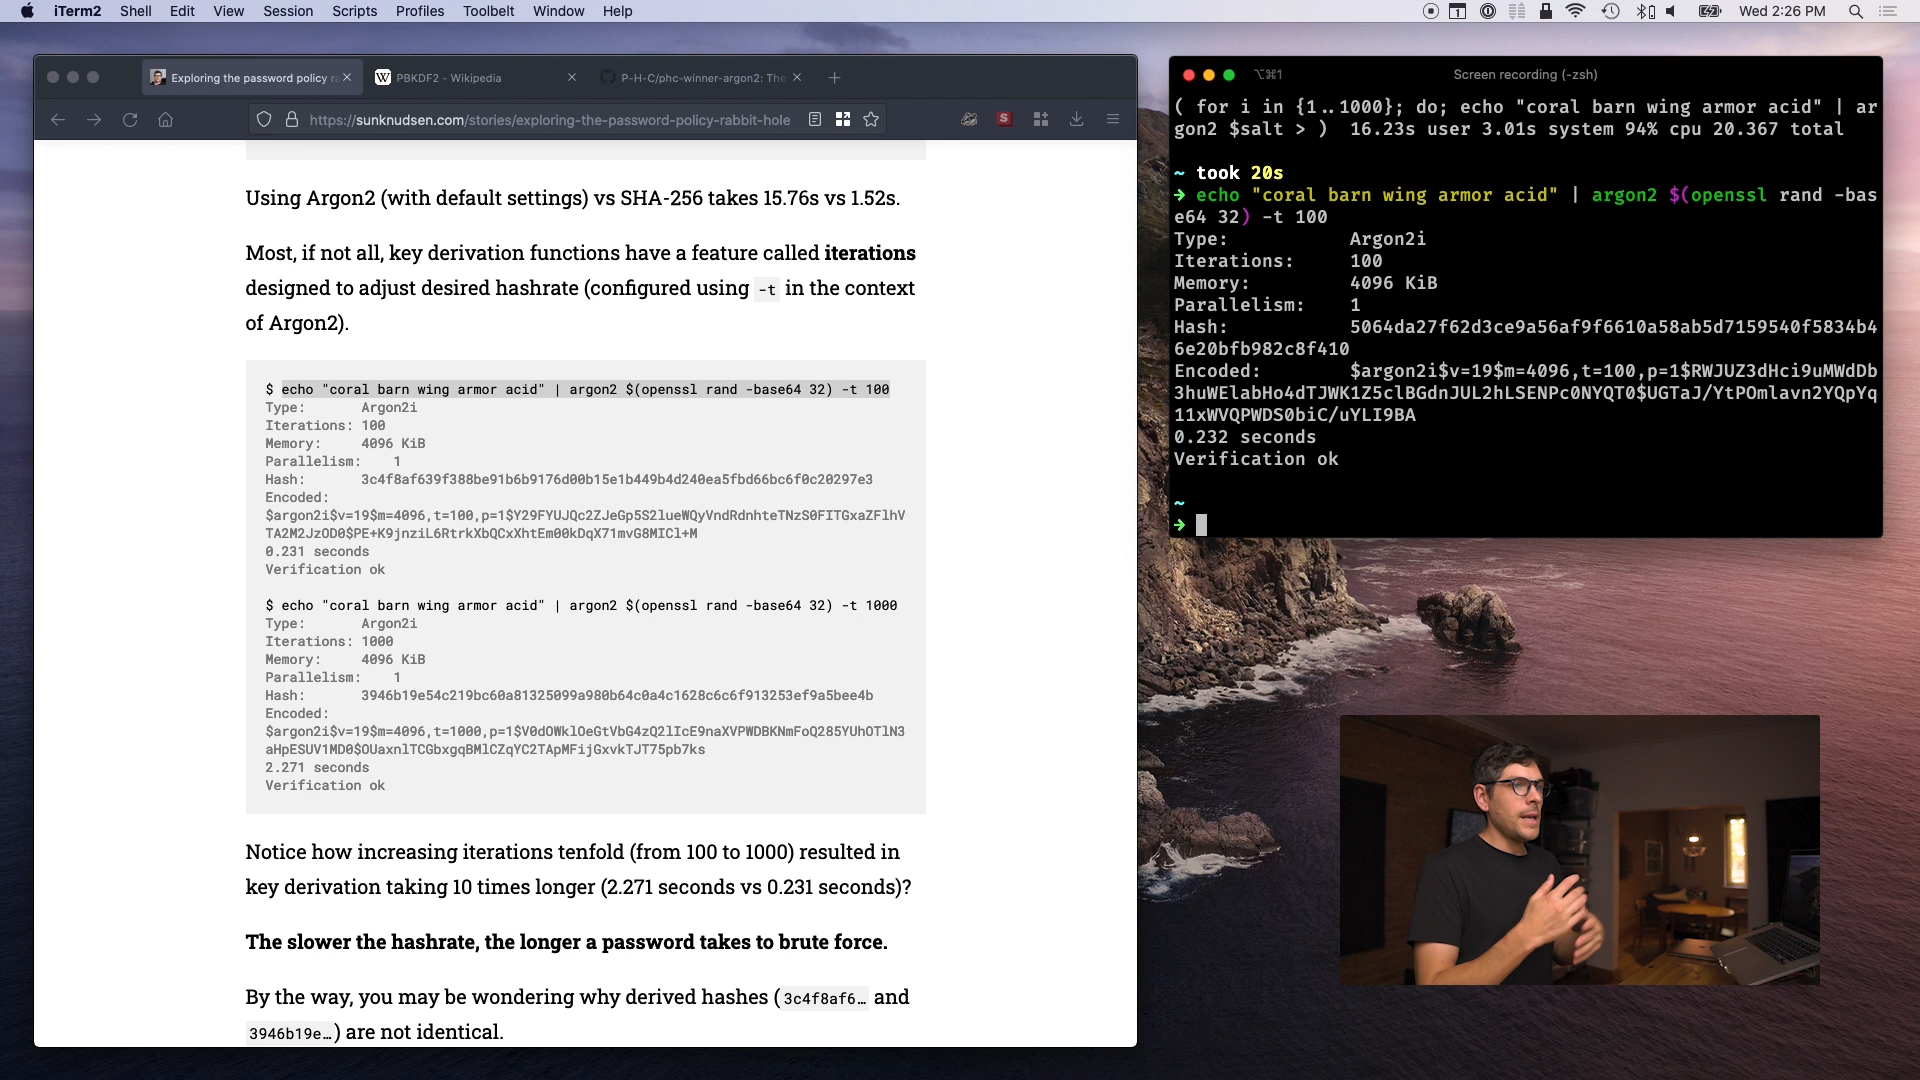 iTerm2 Shell Edit View Session Scripts Profiles Toolbelt Window Help
Wed 2:26 PM
Exploring the password policy ra
PBKDF2 - Wikipedia
P-H-C/phc-winner-argon2: The
https://sunknudsen.com/stories/exploring-the-password-policy-rabbit-hole
Using Argon2 (with default settings) vs SHA-256 takes 15.76s vs 1.52s.
Most, if not all, key derivation functions have a feature called iterations
designed to adjust desired hashrate (configured using -t in the context
of Argon2).
$ echo "coral barn wing armor acid" | argon2 $(openssl rand -base64 32) -t 100
Type: Argon2i
Iterations: 100
Memory: 4096 KiB
Parallelism: 1
Hash: 3c4f8af639f388be91b6b9176d00b15e1b449b4d240ea5fbd66bc6f0c20297e3
Encoded:
$argon2i$v=19$m=4096,t=100,p=1$Y29FYUJQc2ZJeGp5S2lueWQyVndRdnhteTNzS0FITGxaZFlhV
TA2M2JzOD0$PE+K9jnziL6RtrkXbQCxXhtEm00kDqX71mvG8MICl+M
0.231 seconds
Verification ok
$ echo "coral barn wing armor acid" | argon2 $(openssl rand -base64 32) -t 1000
Type: Argon2i
Iterations: 1000
Memory: 4096 KiB
Parallelism: 1
Hash: 3946b19e54c219bc60a81325099a980b64c0a4c1628c6c6f913253ef9a5bee4b
Encoded:
$argon2i$v=19$m=4096,t=1000,p=1$V0dOWklOeGtVbG4zQ2lIcE9naXVPWDBKNmFoQ285YUhOTlN3
aHpESUV1MD0$OUaxnlTCGbxgqBMlCZqYC2TApMFijGxvkTJT75pb7ks
2.271 seconds
Verification ok
Notice how increasing iterations tenfold (from 100 to 1000) resulted in
key derivation taking 10 times longer (2.271 seconds vs 0.231 seconds)?
The slower the hashrate, the longer a password takes to brute force.
By the way, you may be wondering why derived hashes (3c4f8af6… and
3946b19e…) are not identical.
⌥⌘1 Screen recording (-zsh)
( for i in {1..1000}; do; echo "coral barn wing armor acid" | ar
gon2 $salt > ) 16.23s user 3.01s system 94% cpu 20.367 total
~ took 20s
➜ echo "coral barn wing armor acid" | argon2 $(openssl rand -bas
e64 32) -t 100
Type: Argon2i
Iterations: 100
Memory: 4096 KiB
Parallelism: 1
Hash: 5064da27f62d3ce9a56af9f6610a58ab5d7159540f5834b4
6e20bfb982c8f410
Encoded: $argon2i$v=19$m=4096,t=100,p=1$RWJUZ3dHci9uMWdDb
3huWElabHo4dTJWK1Z5clBGdnJUL2hLSENPc0NYQT0$UGTaJ/YtPOmlavn2YQpYq
11xWVQPWDS0biC/uYLI9BA
0.232 seconds
Verification ok
~
➜